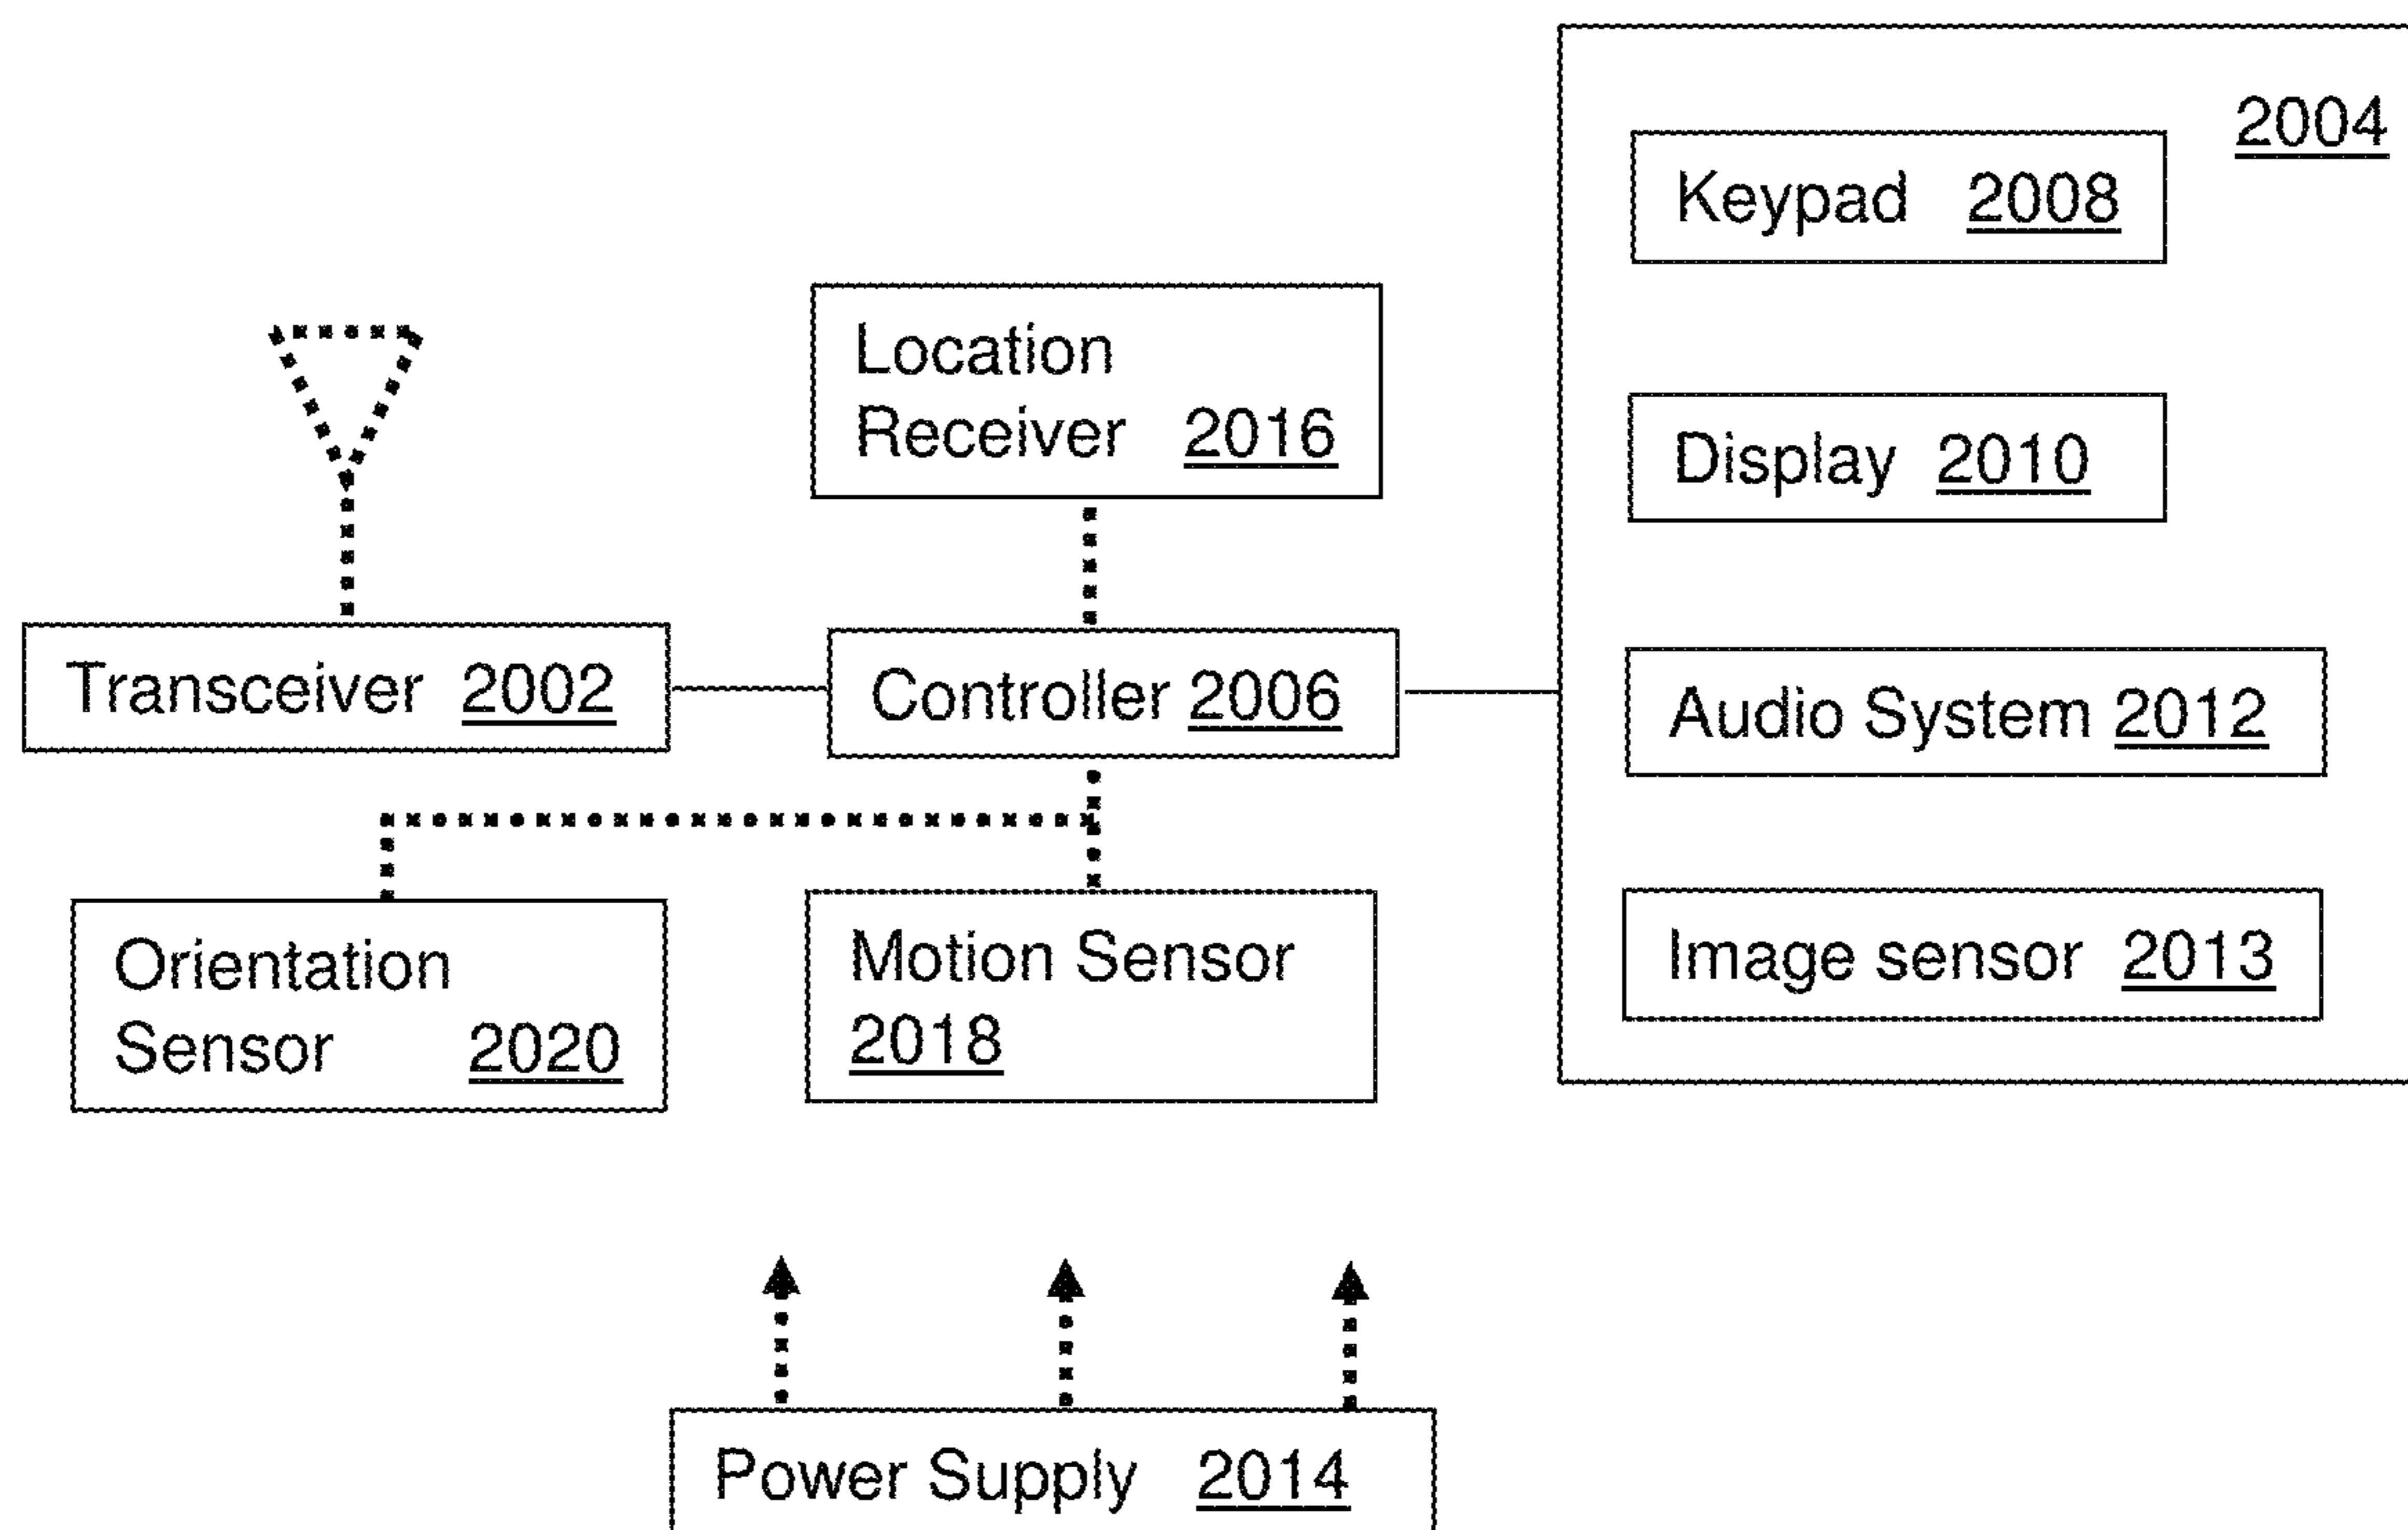 2004
Keypad 2008
Location
Receiver 2016
Display 2010
Transceiver 2002
Controller 2006
Audio System 2012
Orientation
Sensor 2020
Motion Sensor
2018
Image sensor 2013
Power Supply 2014